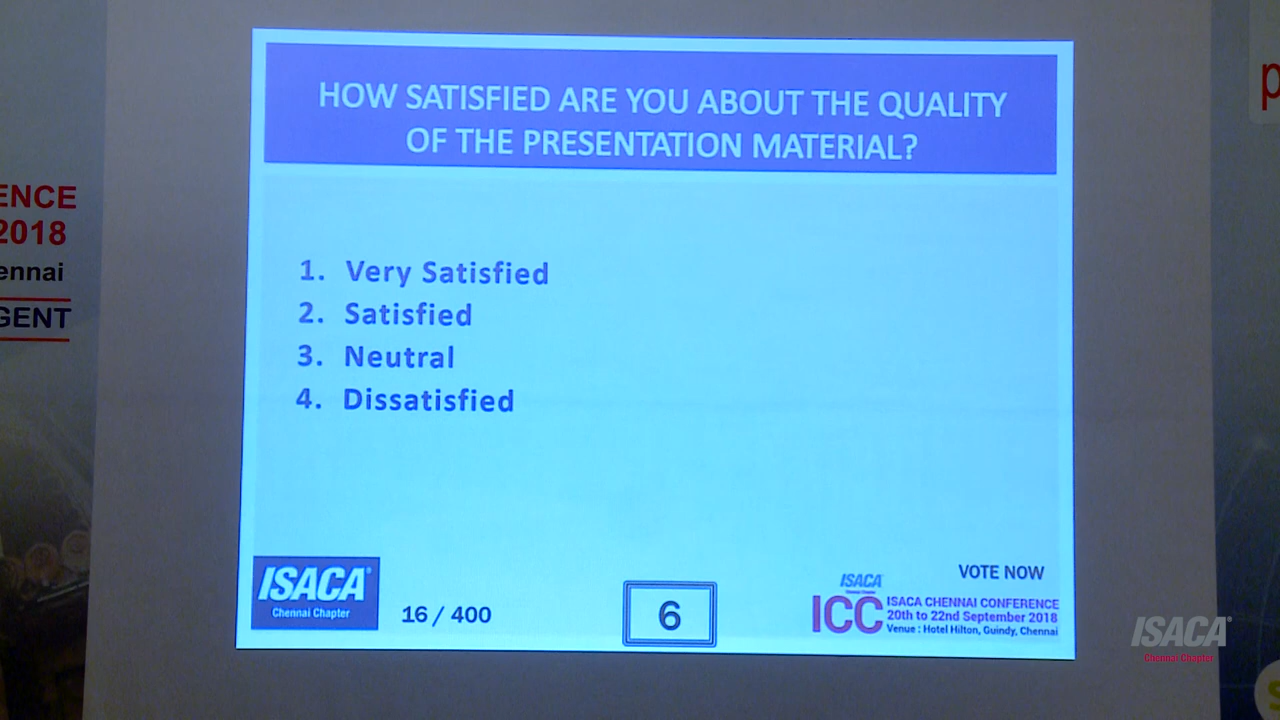 HOW SATISFIED ARE YOU ABOUT THE QUALITY
OF THE PRESENTATION MATERIAL?
1. Very Satisfied
2. Satisfied
3. Neutral
4. Dissatisfied
ISACA
Chennai Chapter
16 / 400
6
VOTE NOW
ISACA
Chennai Chapter
ICC
ISACA CHENNAI CONFERENCE
20th to 22nd September 2018
Venue : Hotel Hilton, Guindy, Chennai
ENCE
2018
ennai
GENT
p
ISACA
Chennai Chapter